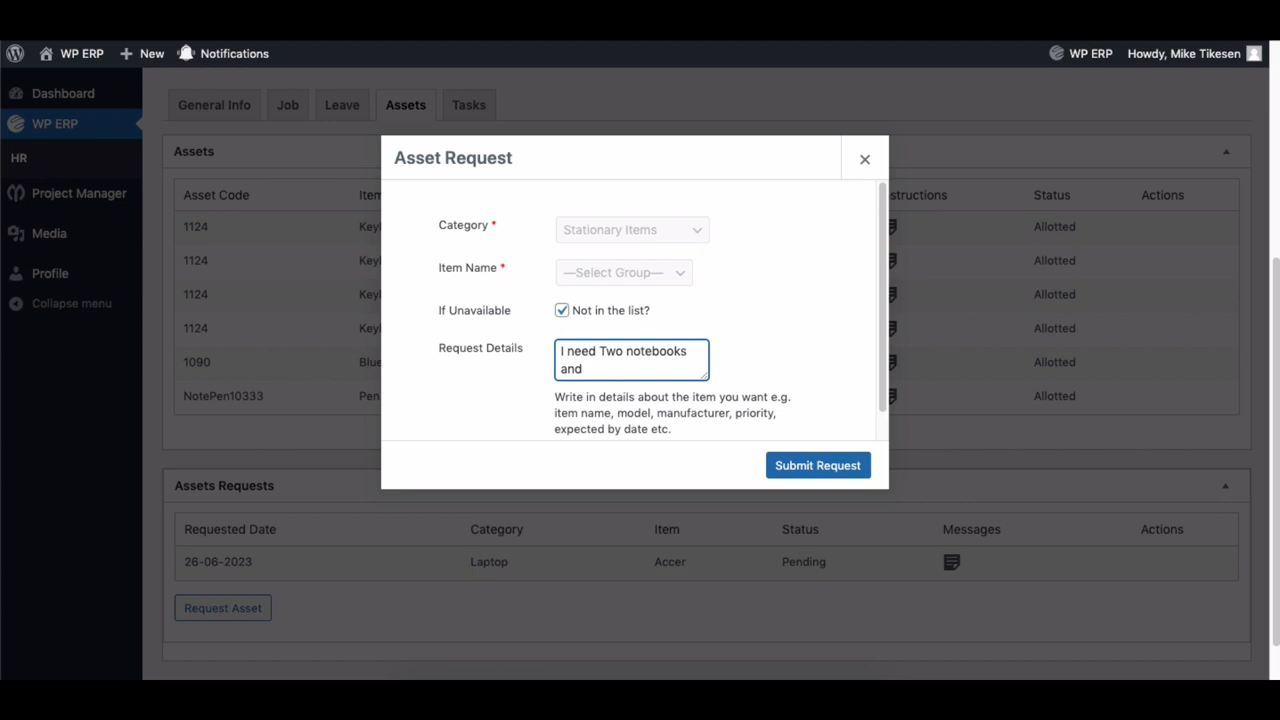 WP ERP
New
Notifications
WP ERP
Howdy, Mike Tikesen
Dashboard
WP ERP
HR
Project Manager
Media
Profile
Collapse menu
General Info
Job
Leave
Assets
Tasks
Assets
Asset Code
Status
Actions
1124
Allotted
1124
Allotted
1124
Allotted
1124
Allotted
1090
Allotted
NotePen10333
Pen
Allotted
Asset Request
Category *
Stationary Items
Item Name *
—Select Group—
If Unavailable
Not in the list?
Request Details
I need Two notebooks
and
Write in details about the item you want e.g.
item name, model, manufacturer, priority,
expected by date etc.
Submit Request
Assets Requests
Requested Date Category Item Status Messages Actions
26-06-2023 Laptop Accer Pending
Request Asset